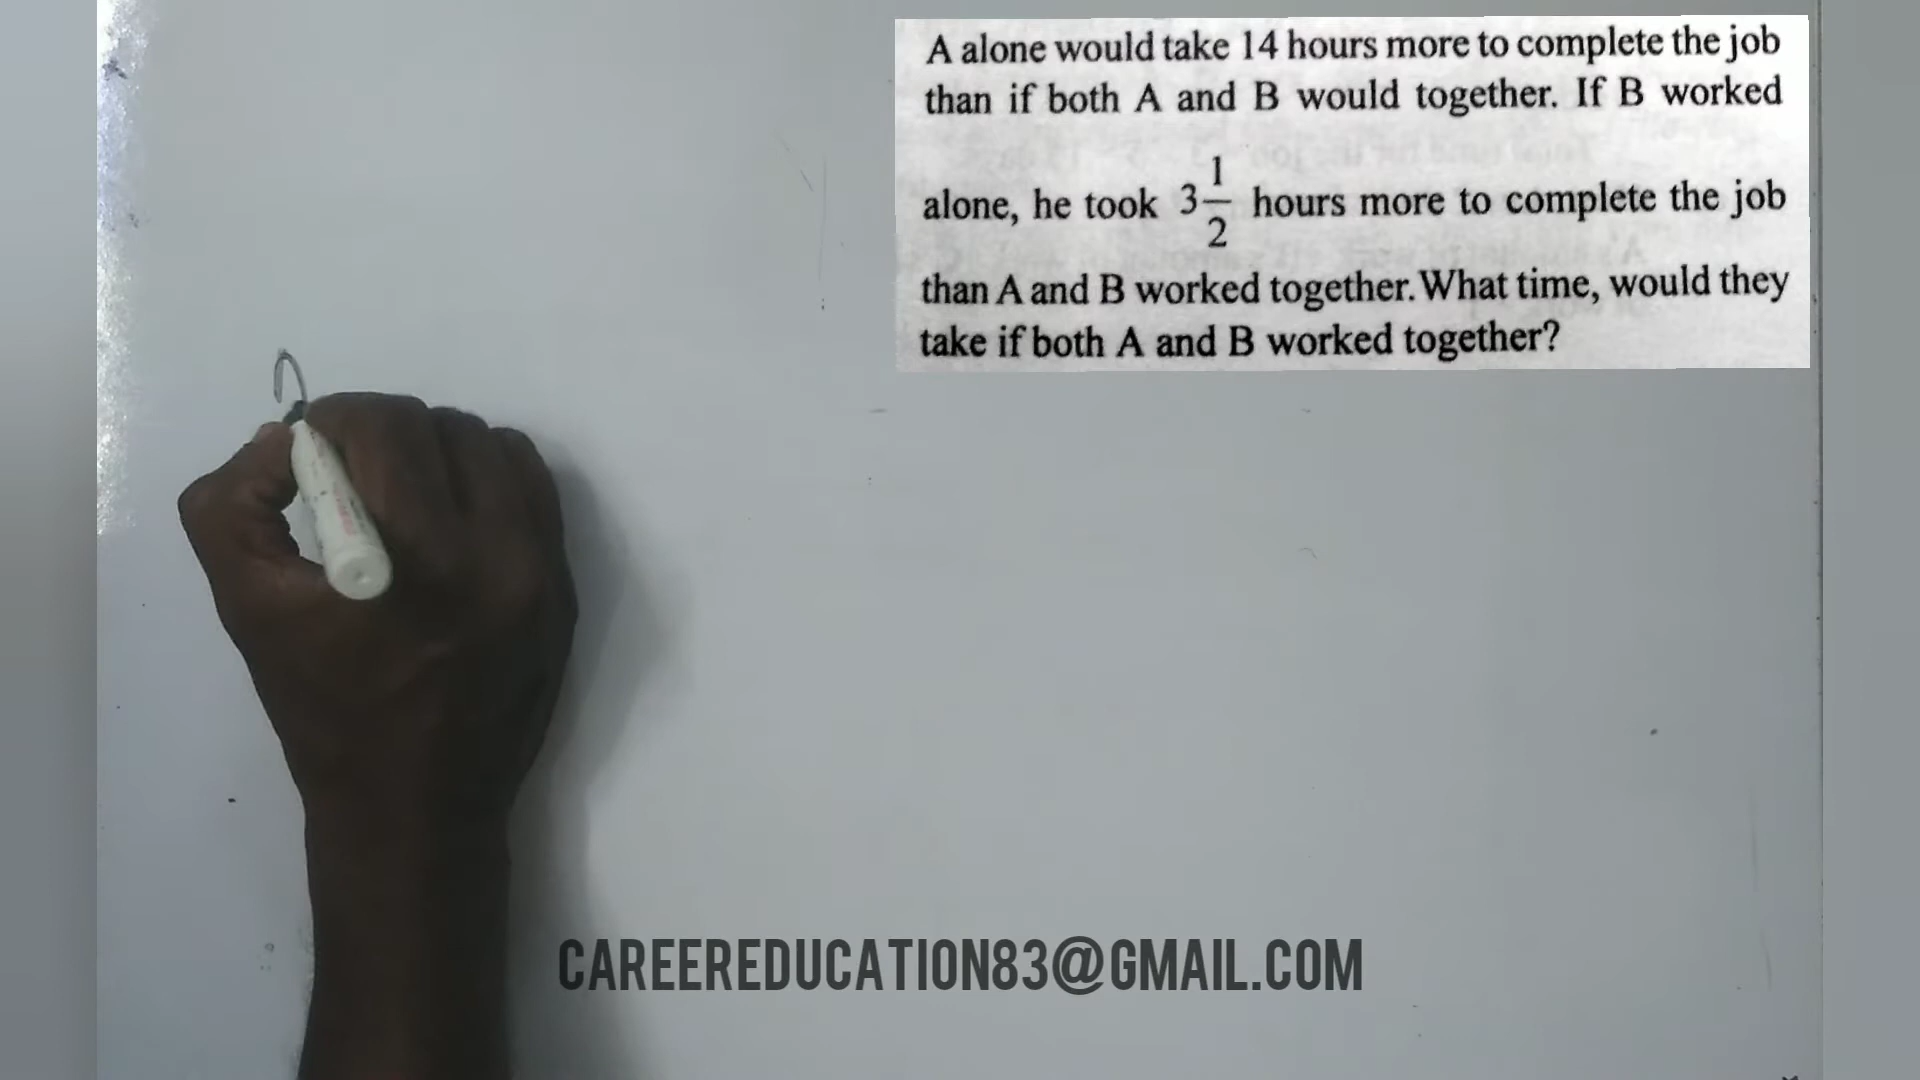 A alone would take 14 hours more to complete the job
than if both A and B would together. If B worked
alone, he took 3 1/2 hours more to complete the job
than A and B worked together. What time, would they
take if both A and B worked together?
CAREEREDUCATION83@GMAIL.COM